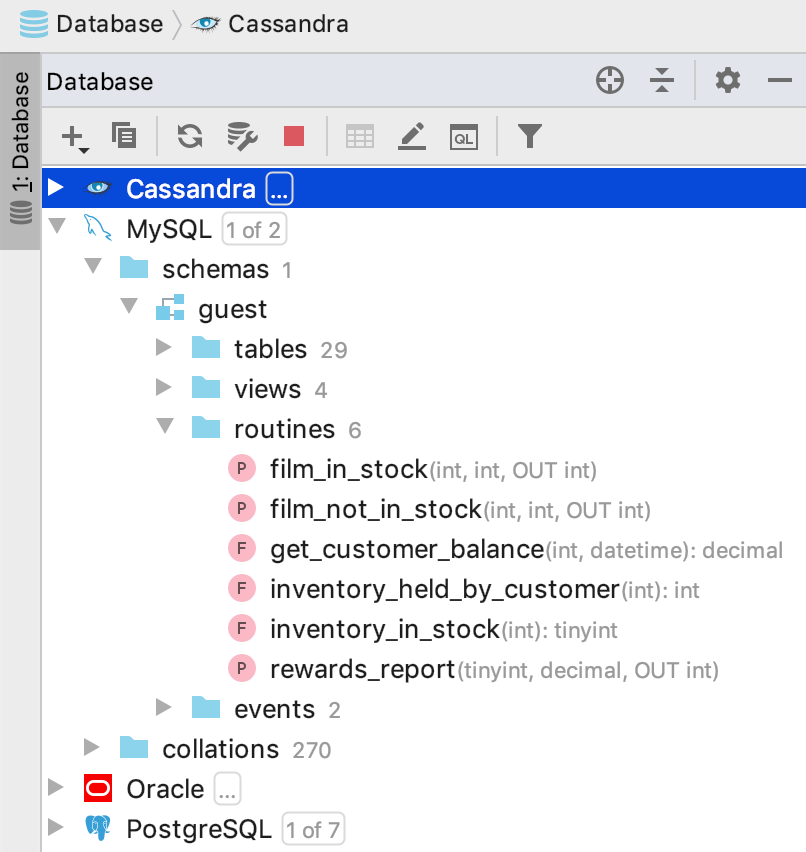 Database Cassandra
1: Database
Database
QL
Cassandra ...
MySQL 1 of 2
schemas 1
guest
tables 29
views 4
routines 6
P film_in_stock(int, int, OUT int)
P film_not_in_stock(int, int, OUT int)
F get_customer_balance(int, datetime): decimal
F inventory_held_by_customer(int): int
F inventory_in_stock(int): tinyint
P rewards_report(tinyint, decimal, OUT int)
events 2
collations 270
Oracle ...
PostgreSQL 1 of 7